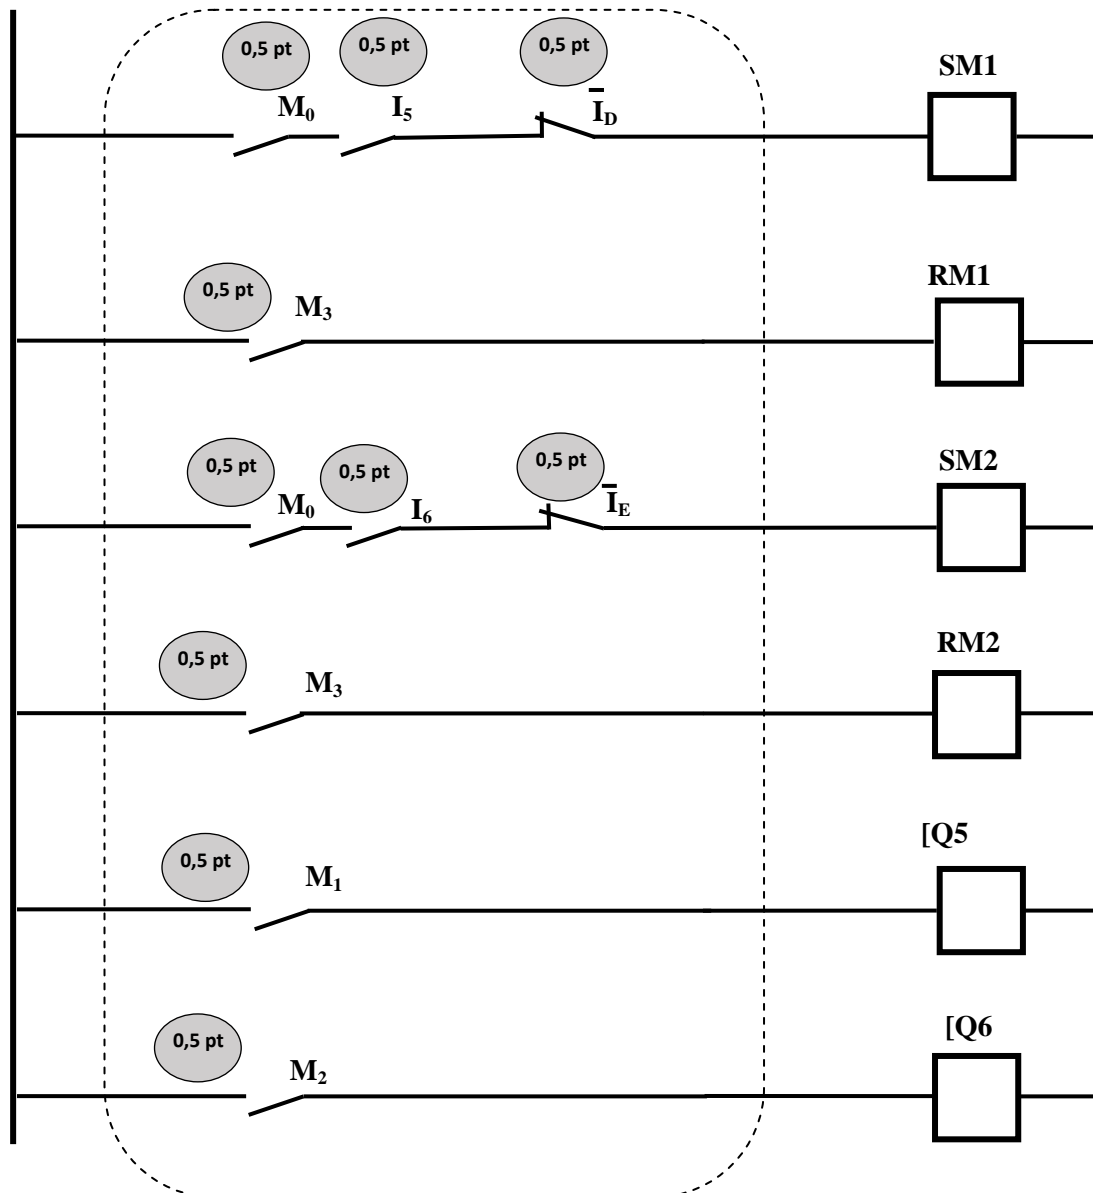 0,5 pt 0,5 pt 0,5 pt
SM1
M₀ I₅ I̅_D
0,5 pt
RM1
M₃
0,5 pt 0,5 pt 0,5 pt
SM2
M₀ I₆ I̅_E
0,5 pt
RM2
M₃
0,5 pt
[Q5
M₁
0,5 pt
[Q6
M₂